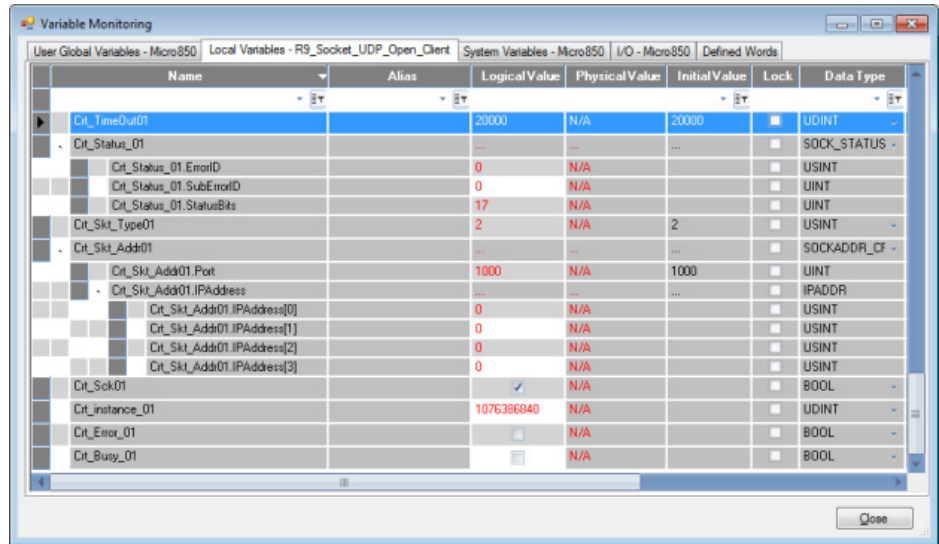 Variable Monitoring
User Global Variables - Micro850 Local Variables - R9_Socket_UDP_Open_Client System Variables - Micro850 I/O - Micro850 Defined Words
Name Alias Logical Value Physical Value Initial Value Lock Data Type
Crt_TimeOut01 20000 N/A 20000 UDINT
Crt_Status_01 ... ... ... SOCK_STATUS
Crt_Status_01.ErrorID 0 N/A USINT
Crt_Status_01.SubErrorID 0 N/A UINT
Crt_Status_01.StatusBits 17 N/A UINT
Crt_Skt_Type01 2 N/A 2 USINT
Crt_Skt_Addr01 ... ... ... SOCKADDR_CF
Crt_Skt_Addr01.Port 1000 N/A 1000 UINT
Crt_Skt_Addr01.IPAddress ... ... ... IPADDR
Crt_Skt_Addr01.IPAddress[0] 0 N/A USINT
Crt_Skt_Addr01.IPAddress[1] 0 N/A USINT
Crt_Skt_Addr01.IPAddress[2] 0 N/A USINT
Crt_Skt_Addr01.IPAddress[3] 0 N/A USINT
Crt_Sck01 N/A BOOL
Crt_instance_01 1076386840 N/A UDINT
Crt_Error_01 N/A BOOL
Crt_Busy_01 N/A BOOL
Close